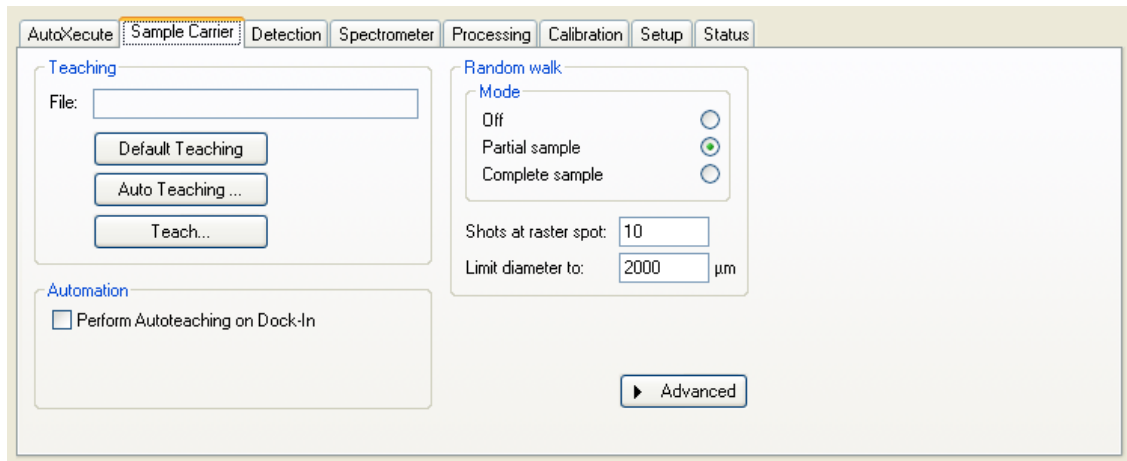 AutoXecute Sample Carrier Detection Spectrometer Processing Calibration Setup Status
Teaching
File:
Default Teaching
Auto Teaching ...
Teach...
Automation
Perform Autoteaching on Dock-In
Random walk
Mode
Off
Partial sample
Complete sample
Shots at raster spot: 10
Limit diameter to: 2000 µm
Advanced